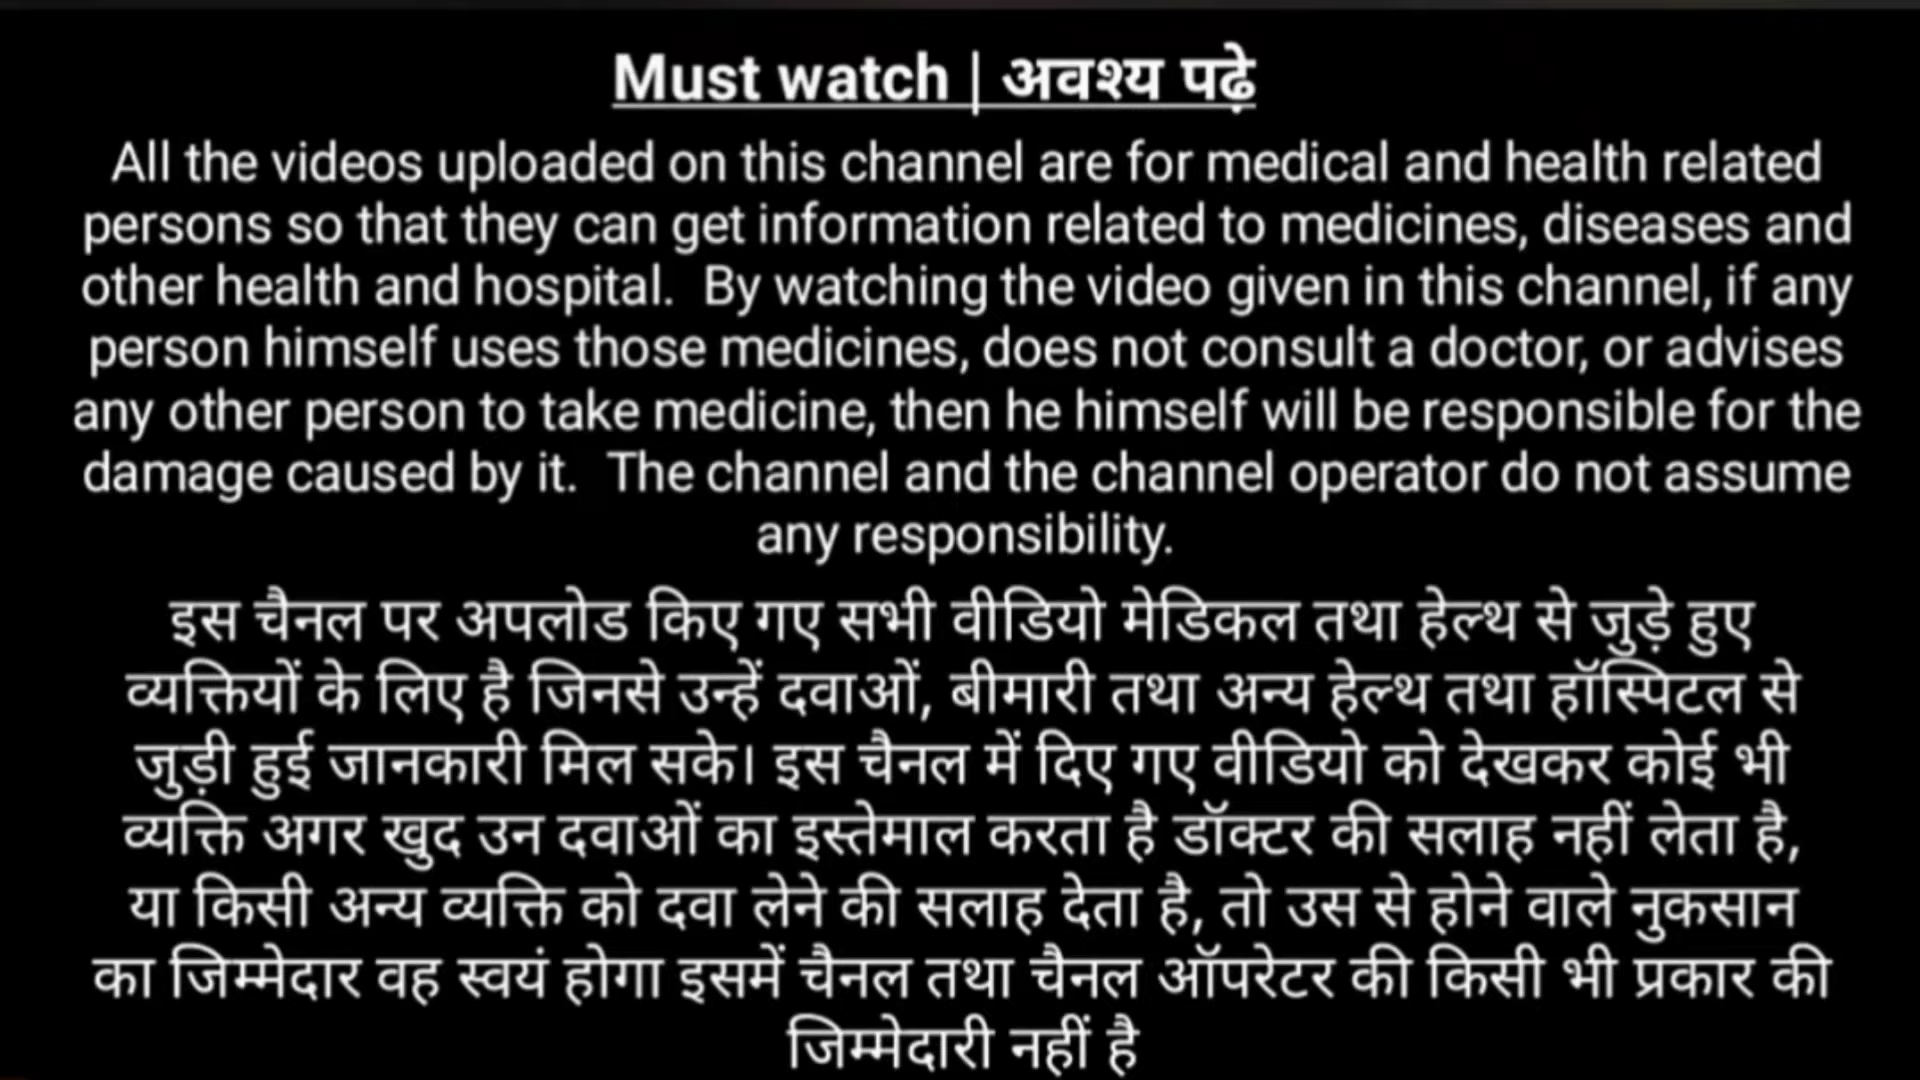 Must watch | अवश्य पढ़े
All the videos uploaded on this channel are for medical and health related
persons so that they can get information related to medicines, diseases and
other health and hospital. By watching the video given in this channel, if any
person himself uses those medicines, does not consult a doctor, or advises
any other person to take medicine, then he himself will be responsible for the
damage caused by it. The channel and the channel operator do not assume
any responsibility.
इस चैनल पर अपलोड किए गए सभी वीडियो मेडिकल तथा हेल्थ से जुड़े हुए
व्यक्तियों के लिए है जिनसे उन्हें दवाओं, बीमारी तथा अन्य हेल्थ तथा हॉस्पिटल से
जुड़ी हुई जानकारी मिल सके। इस चैनल में दिए गए वीडियो को देखकर कोई भी
व्यक्ति अगर खुद उन दवाओं का इस्तेमाल करता है डॉक्टर की सलाह नहीं लेता है,
या किसी अन्य व्यक्ति को दवा लेने की सलाह देता है, तो उस से होने वाले नुकसान
का जिम्मेदार वह स्वयं होगा इसमें चैनल तथा चैनल ऑपरेटर की किसी भी प्रकार की
जिम्मेदारी नहीं है